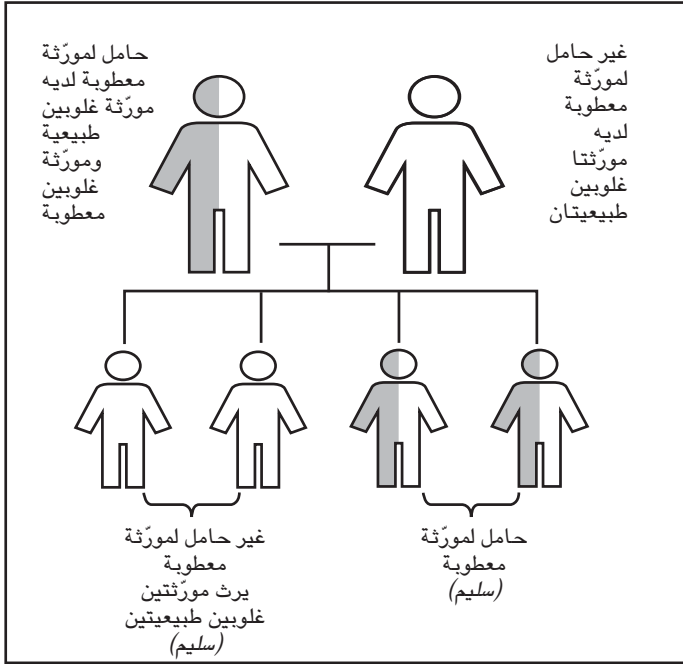 غير حامل
لمورّثة
معطوبة
لديه
مورّثتا
غلوبين
طبيعيتان
حامل لمورّثة
معطوبة لديه
مورّثة غلوبين
طبيعية
ومورّثة
غلوبين
معطوبة
حامل لمورّثة
معطوبة
(سليم)
غير حامل لمورّثة
معطوبة
يرث مورّثتين
غلوبين طبيعيتين
(سليم)